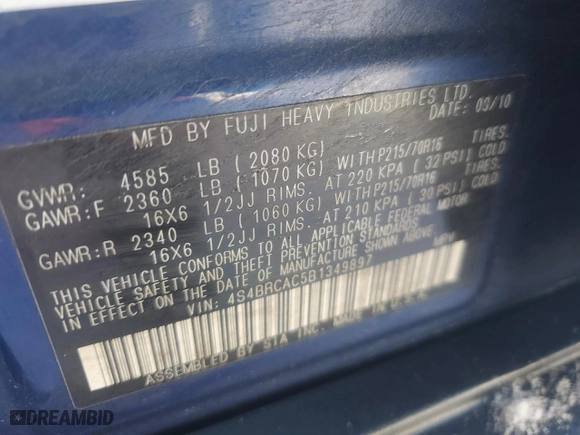 MFD BY FUJI HEAVY INDUSTRIES LTD.
DATE: 03/10
GVWR: 4585 LB (2080 KG)
GAWR:F 2360 LB (1070 KG) WITH P215/70R16 TIRES.
16X6 1/2JJ RIMS. AT 220 KPA (32 PSI) COLD
GAWR:R 2340 LB (1060 KG) WITH P215/70R16 TIRES.
16X6 1/2JJ RIMS. AT 210 KPA (30 PSI) COLD
THIS VEHICLE CONFORMS TO ALL APPLICABLE FEDERAL MOTOR
VEHICLE SAFETY AND THEFT PREVENTION STANDARDS
IN EFFECT ON THE DATE OF MANUFACTURE SHOWN ABOVE.
VIN: 4S4BRCAC5B1349897 MPV
ASSEMBLED BY SIA INC. MADE IN U.S.A.
DREAMBID